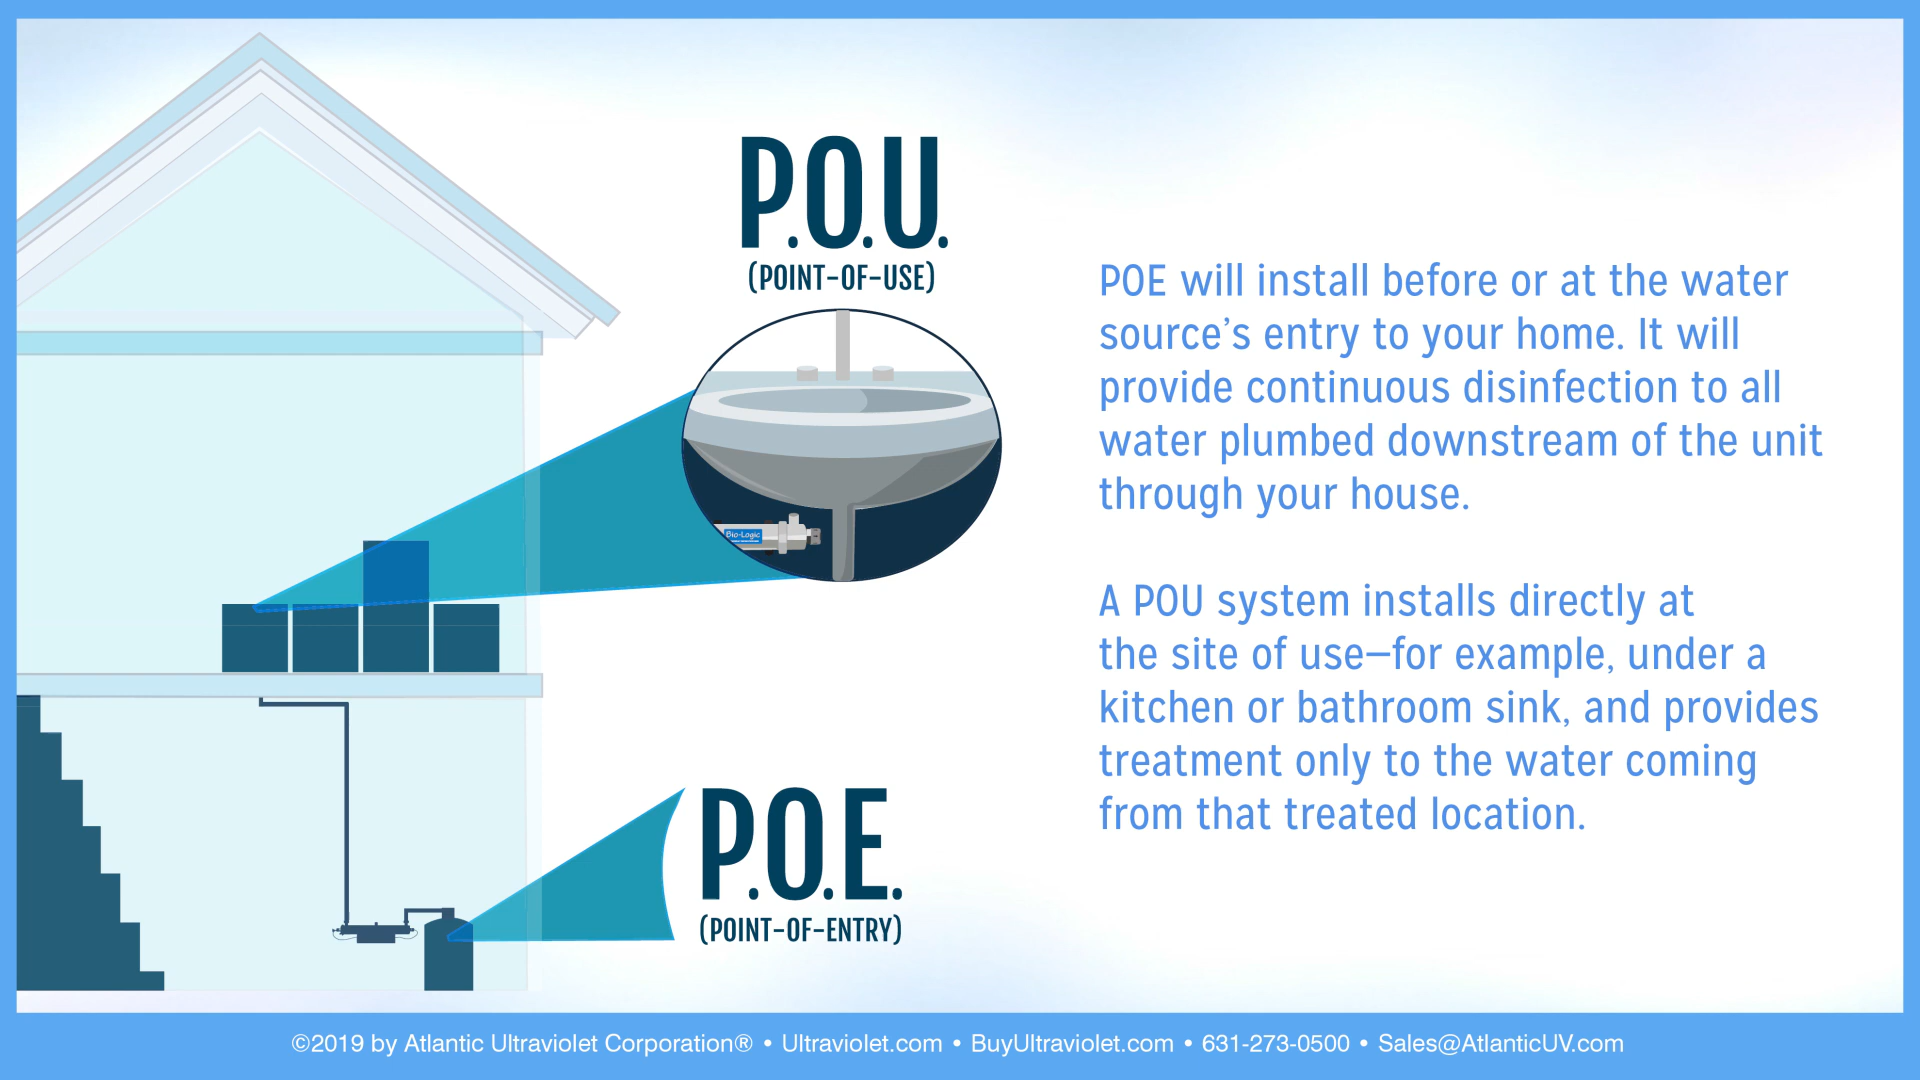 P.O.U.
(POINT-OF-USE)
Bio-Logic
P.O.E.
(POINT-OF-ENTRY)
POE will install before or at the water
source’s entry to your home. It will
provide continuous disinfection to all
water plumbed downstream of the unit
through your house.
A POU system installs directly at
the site of use—for example, under a
kitchen or bathroom sink, and provides
treatment only to the water coming
from that treated location.
©2019 by Atlantic Ultraviolet Corporation® • Ultraviolet.com • BuyUltraviolet.com • 631-273-0500 • Sales@AtlanticUV.com